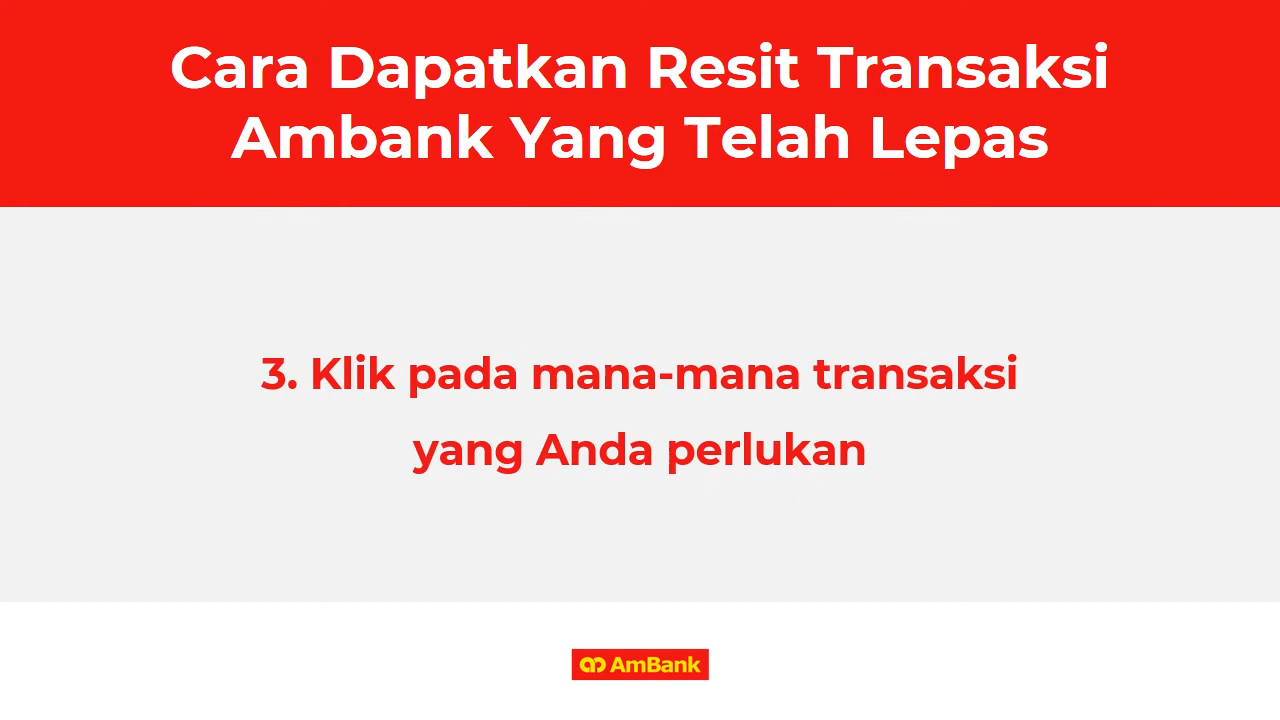 Cara Dapatkan Resit Transaksi
Ambank Yang Telah Lepas
3. Klik pada mana-mana transaksi
yang Anda perlukan
AmBank